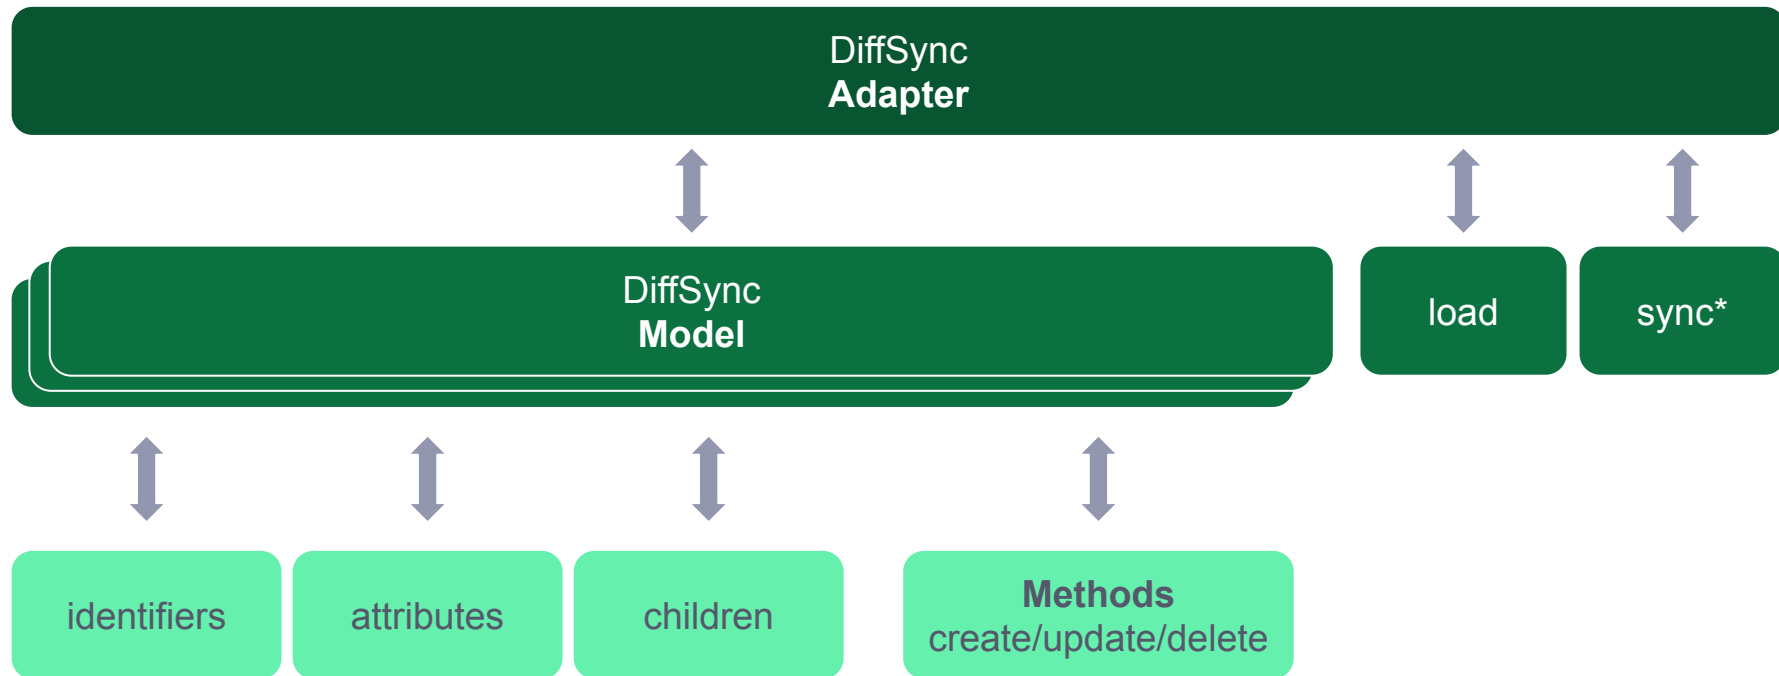 DiffSync
Adapter
DiffSync
Model
load
sync*
identifiers
attributes
children
Methods
create/update/delete